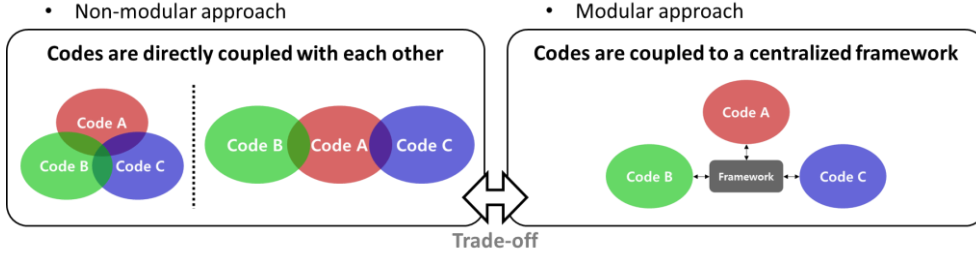 • Non-modular approach
Codes are directly coupled with each other
Code A
Code B
Code C
Code B
Code A
Code C
• Modular approach
Codes are coupled to a centralized framework
Code A
Code B
Framework
Code C
Trade-off